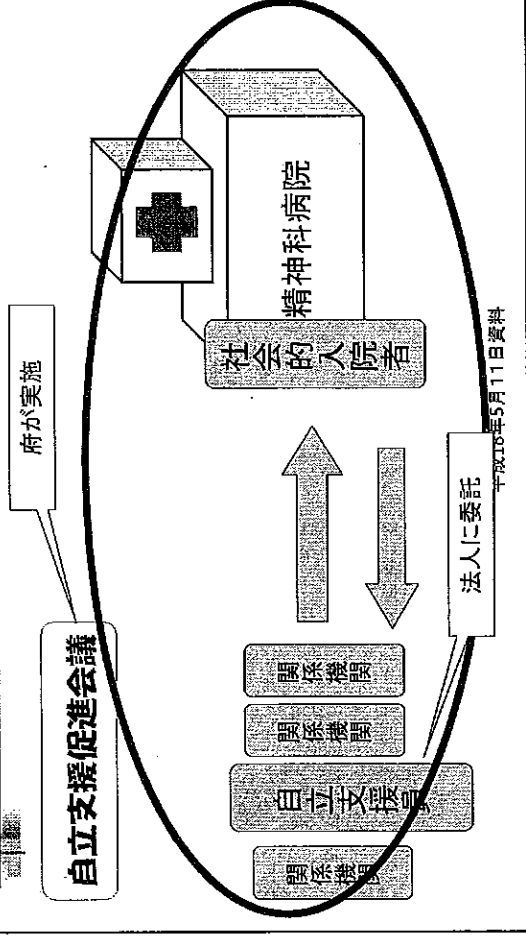 府が実施
自立支援促進会議
精神科病院
社会的入院者
関係機関
関係機関
自立支援員
関係機関
法人に委託
平成18年5月11日資料